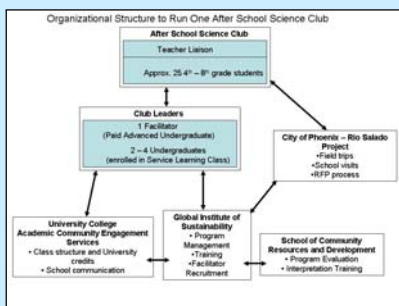 Organizational Structure to Run One After School Science Club
After School Science Club
Teacher Liaison
Approx. 25 4th – 8th grade students
Club Leaders
1 Facilitator
(Paid Advanced Undergraduate)
2 – 4 Undergraduates
(enrolled in Service Learning Class)
City of Phoenix – Rio Salado
Project
•Field trips
•School visits
•RFP process
University College
Academic Community Engagement
Services
• Class structure and University
credits
• School communication
Global Institute of
Sustainability
• Program
Management
• Training
• Facilitator
Recruitment
School of Community
Resources and Development
• Program Evaluation
• Interpretation Training